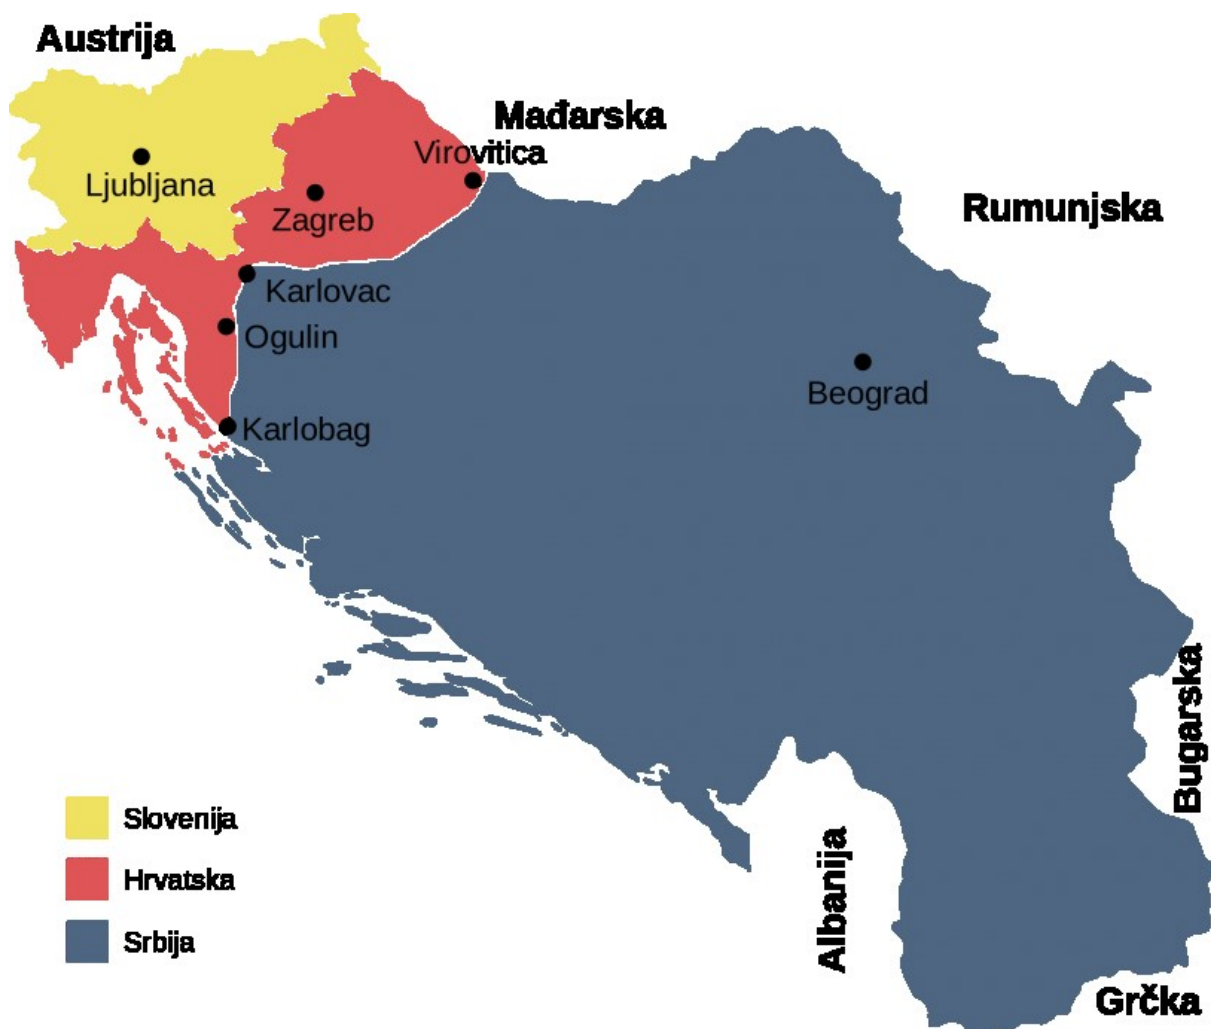 Austrija
Mađarska
Virovitica
Ljubljana
Zagreb
Rumunjska
Karlovac
Ogulin
Beograd
Karlobag
Bugarska
Slovenija
Hrvatska
Srbija
Albanija
Grčka